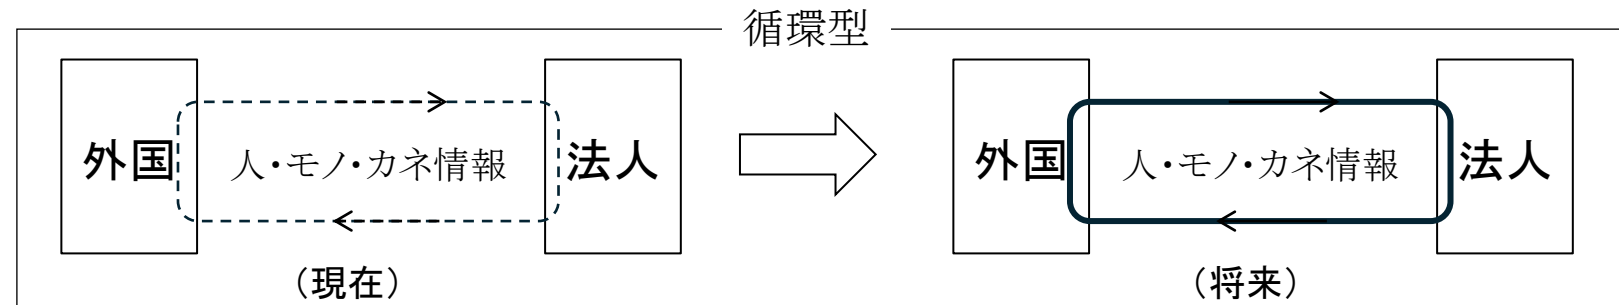 循環型
外国
人・モノ・カネ情報
法人
(現在)
外国
人・モノ・カネ情報
法人
(将来)